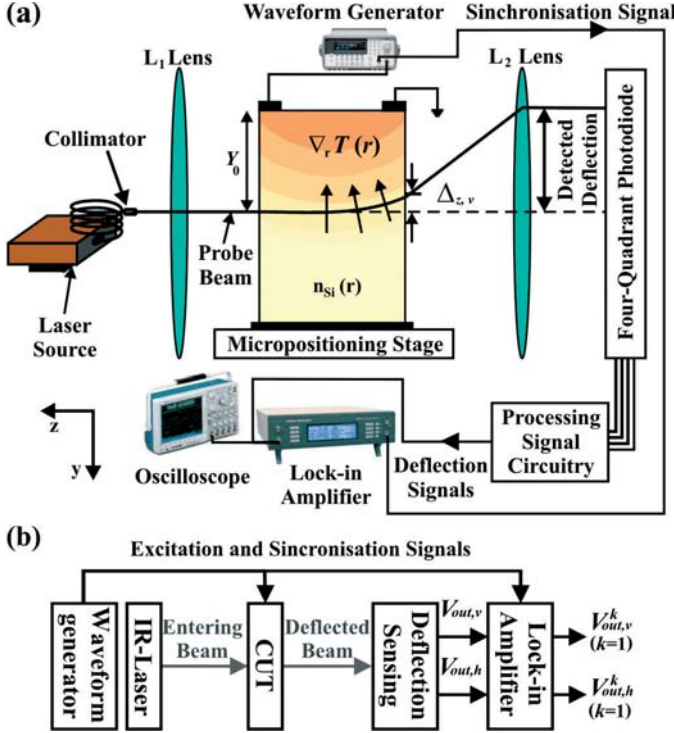 (a)
Waveform Generator
Sinchronisation Signal
L1 Lens
L2 Lens
Collimator
Y0
∇r T (r)
Δz, v
Detected
Deflection
Four-Quadrant Photodiode
Probe
Beam
nSi (r)
Laser
Source
Micropositioning Stage
z
y
Oscilloscope
Lock-in
Amplifier
Deflection
Signals
Processing
Signal
Circuitry
(b)
Excitation and Sincronisation Signals
Waveform
generator
IR-Laser
Entering
Beam
CUT
Deflected
Beam
Deflection
Sensing
Vout,v
Vout,h
Lock-in
Amplifier
Vkout,v
(k=1)
Vkout,h
(k=1)